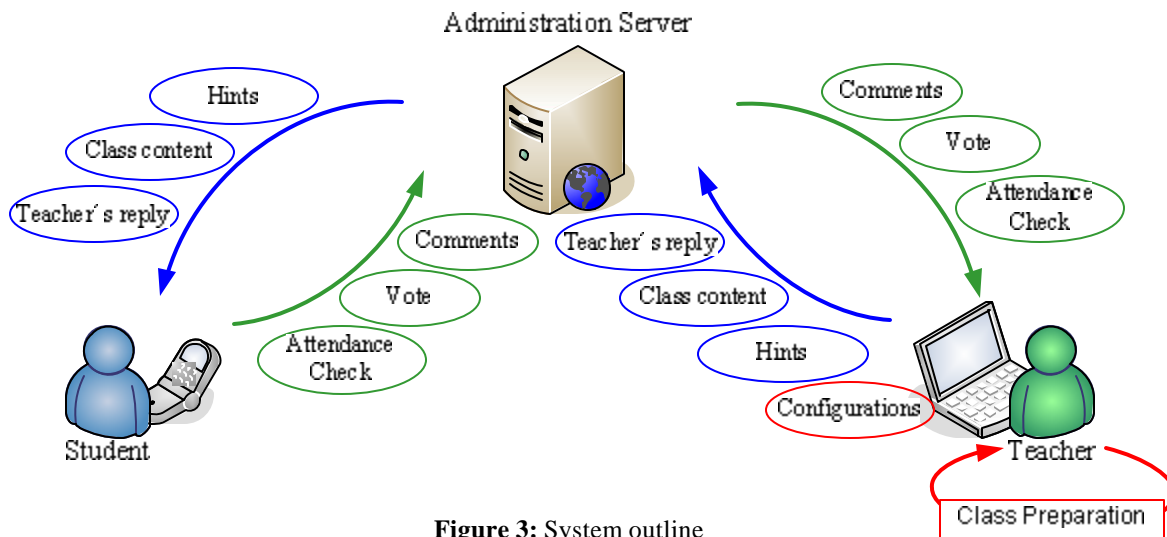 Administration Server
Hints
Class content
Teacher´s reply
Comments
Vote
Attendance
Check
Comments
Vote
Attendance
Check
Teacher´s reply
Class content
Hints
Configurations
Student
Teacher
Class Preparation
Figure 3: System outline